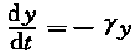 dy/dt = − γy